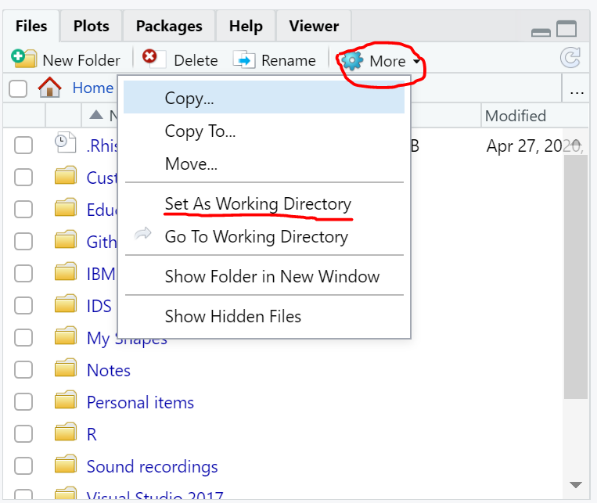 Files Plots Packages Help Viewer
New Folder Delete Rename More
Home ...
Modified
Copy...
Copy To...
Move...
Set As Working Directory
Go To Working Directory
Show Folder in New Window
Show Hidden Files
.Rhis B Apr 27, 2020,
Cust
Edu
Gith
IBM
IDS
My Shapes
Notes
Personal items
R
Sound recordings
Visual Studio 2017